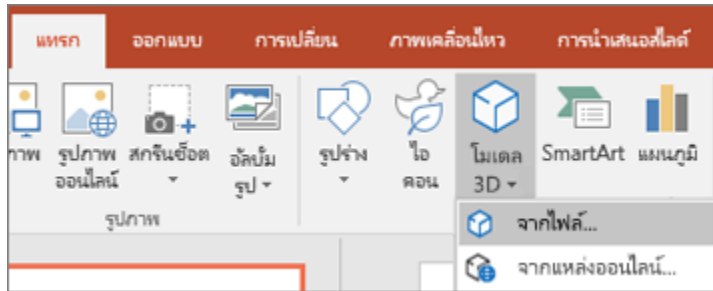 แทรก ออกแบบ การเปลี่ยน ภาพเคลื่อนไหว การนำเสนอสไลด์
รูปภาพ สกรีนช็อต อัลบั้ม รูปร่าง ไอ โมเดล SmartArt แผนภูมิ
ออนไลน์ รูป คอน 3D
รูปภาพ
จากไฟล์...
จากแหล่งออนไลน์...